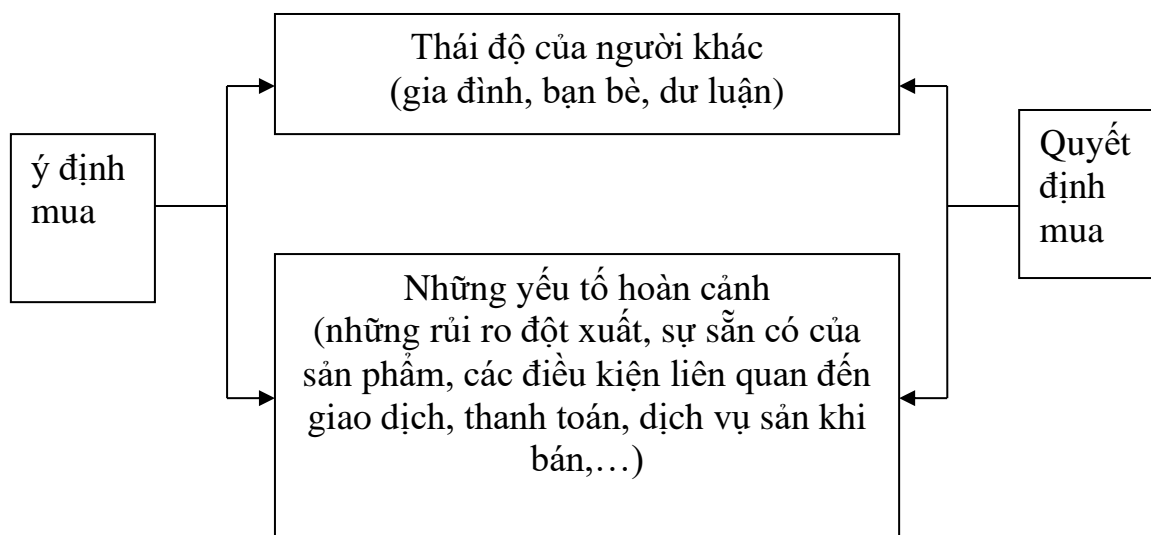 Thái độ của người khác
(gia đình, bạn bè, dư luận)
ý định
mua
Quyết
định
mua
Những yếu tố hoàn cảnh
(những rủi ro đột xuất, sự sẵn có của
sản phẩm, các điều kiện liên quan đến
giao dịch, thanh toán, dịch vụ sản khi
bán,…)